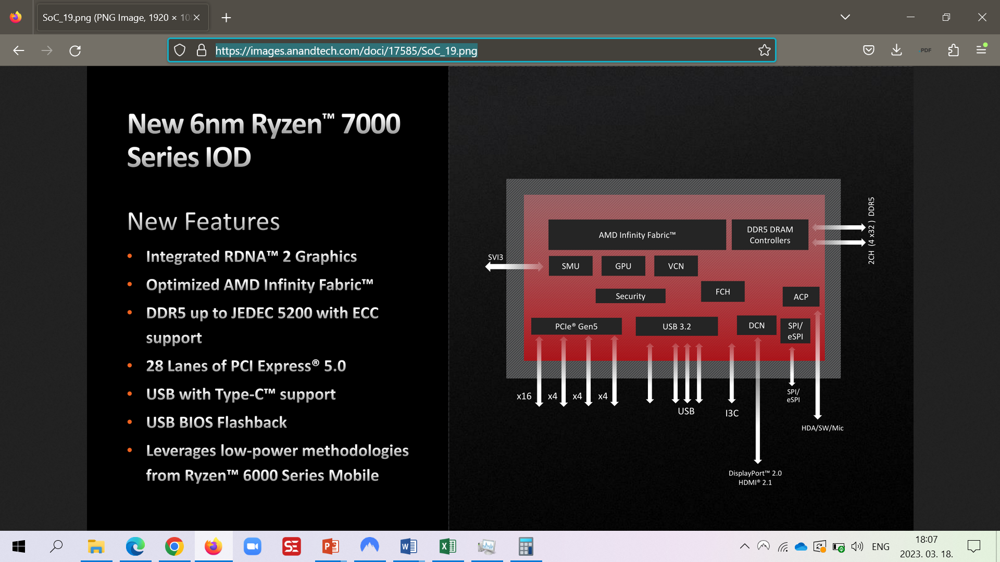 SoC_19.png (PNG Image, 1920 × 10
https://images.anandtech.com/doci/17585/SoC_19.png
PDF
New 6nm Ryzen™ 7000
Series IOD
New Features
• Integrated RDNA™ 2 Graphics
• Optimized AMD Infinity Fabric™
• DDR5 up to JEDEC 5200 with ECC
support
• 28 Lanes of PCI Express® 5.0
• USB with Type-C™ support
• USB BIOS Flashback
• Leverages low-power methodologies
from Ryzen™ 6000 Series Mobile
AMD Infinity Fabric™
DDR5 DRAM
Controllers
2CH (4 x32 ) DDR5
SVI3
SMU
GPU
VCN
Security
FCH
ACP
PCIe® Gen5
USB 3.2
DCN
SPI/
eSPI
x16
x4
x4
x4
USB
I3C
SPI/
eSPI
HDA/SW/Mic
DisplayPort™ 2.0
HDMI® 2.1
SE
P
W
X
ENG
18:07
2023. 03. 18.